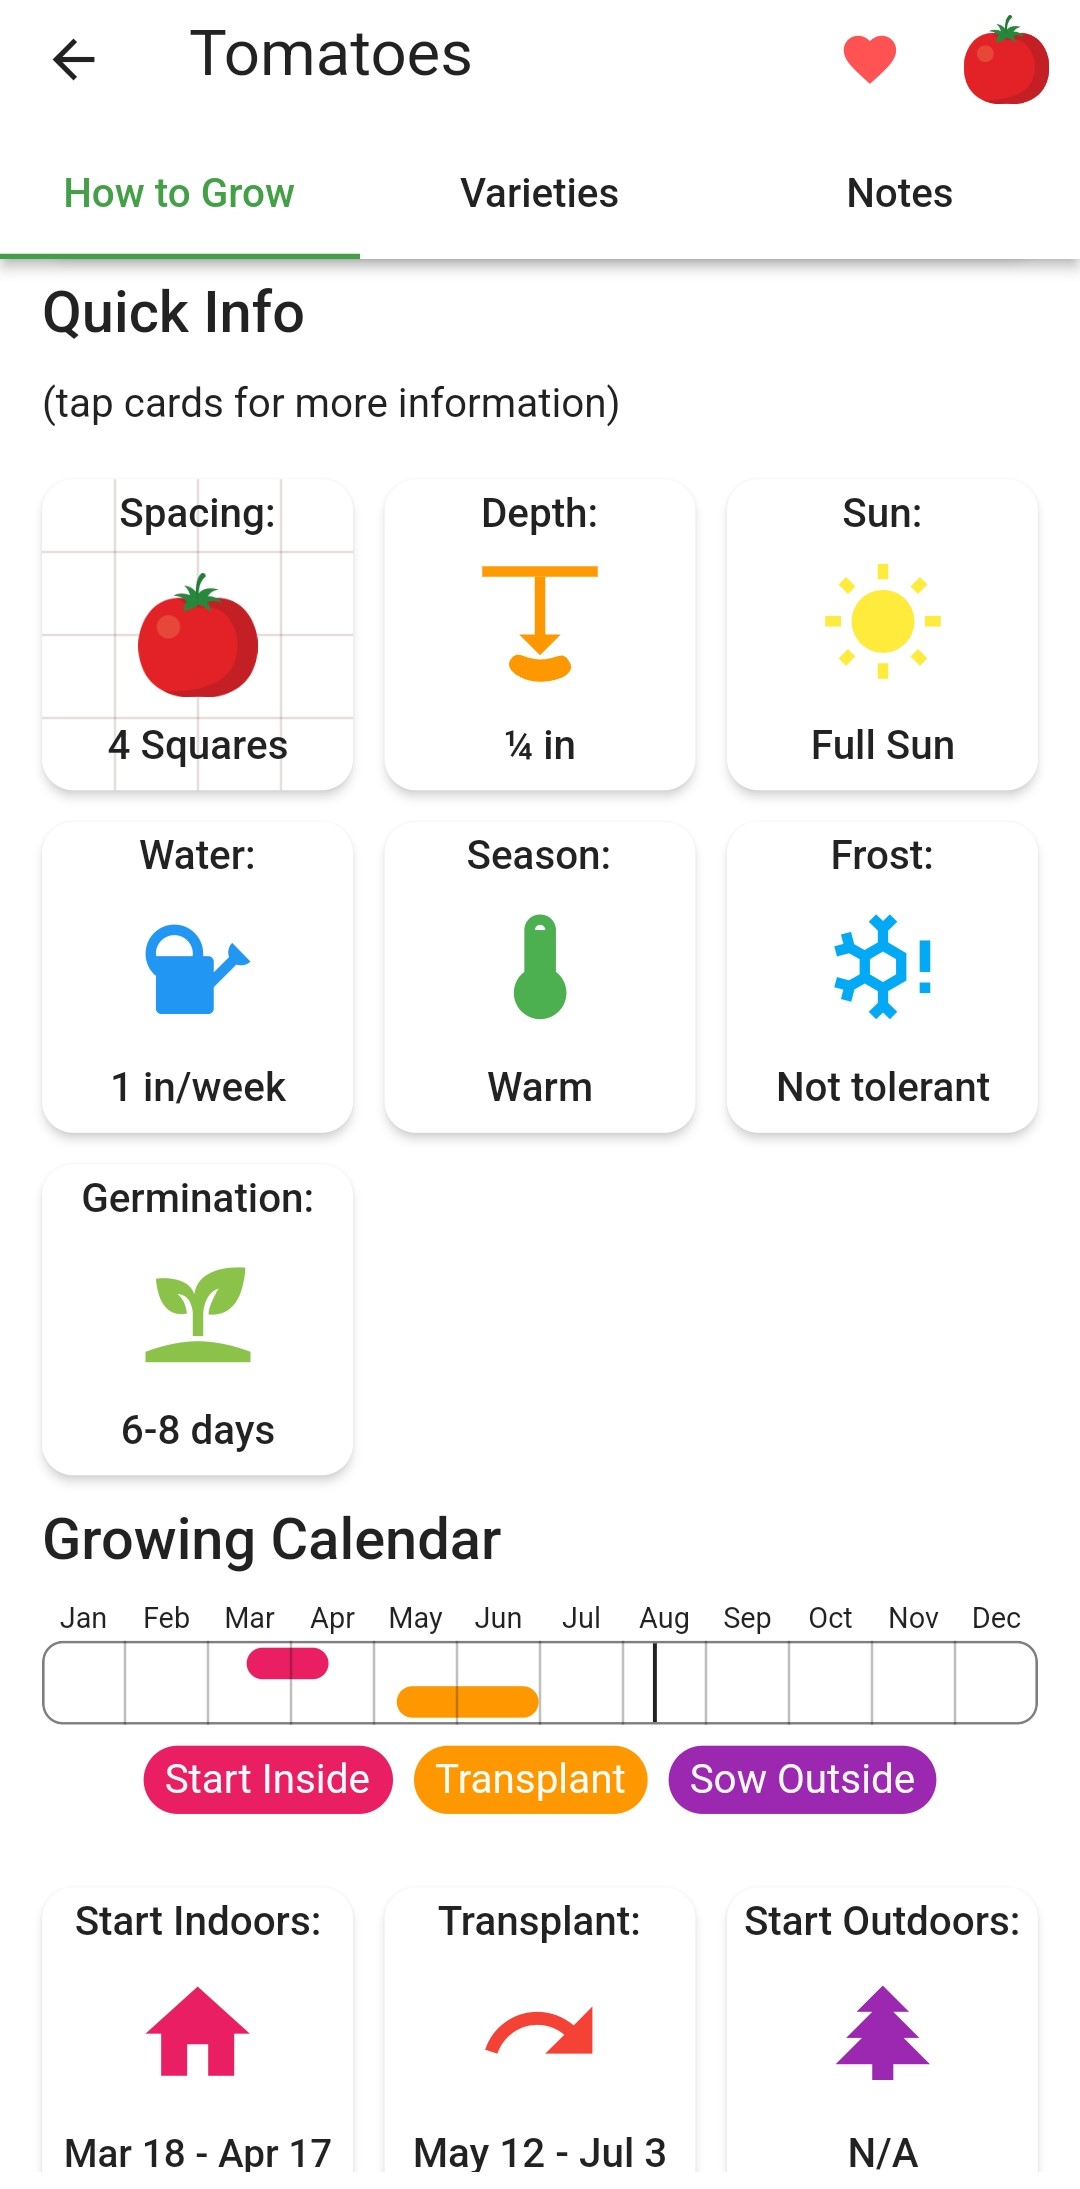 Tomatoes
How to Grow
Varieties
Notes
Quick Info
(tap cards for more information)
Spacing:
4 Squares
Depth:
¼ in
Sun:
Full Sun
Water:
1 in/week
Season:
Warm
Frost:
Not tolerant
Germination:
6-8 days
Growing Calendar
Jan Feb Mar Apr May Jun Jul Aug Sep Oct Nov Dec
Start Inside
Transplant
Sow Outside
Start Indoors:
Mar 18 - Apr 17
Transplant:
May 12 - Jul 3
Start Outdoors:
N/A